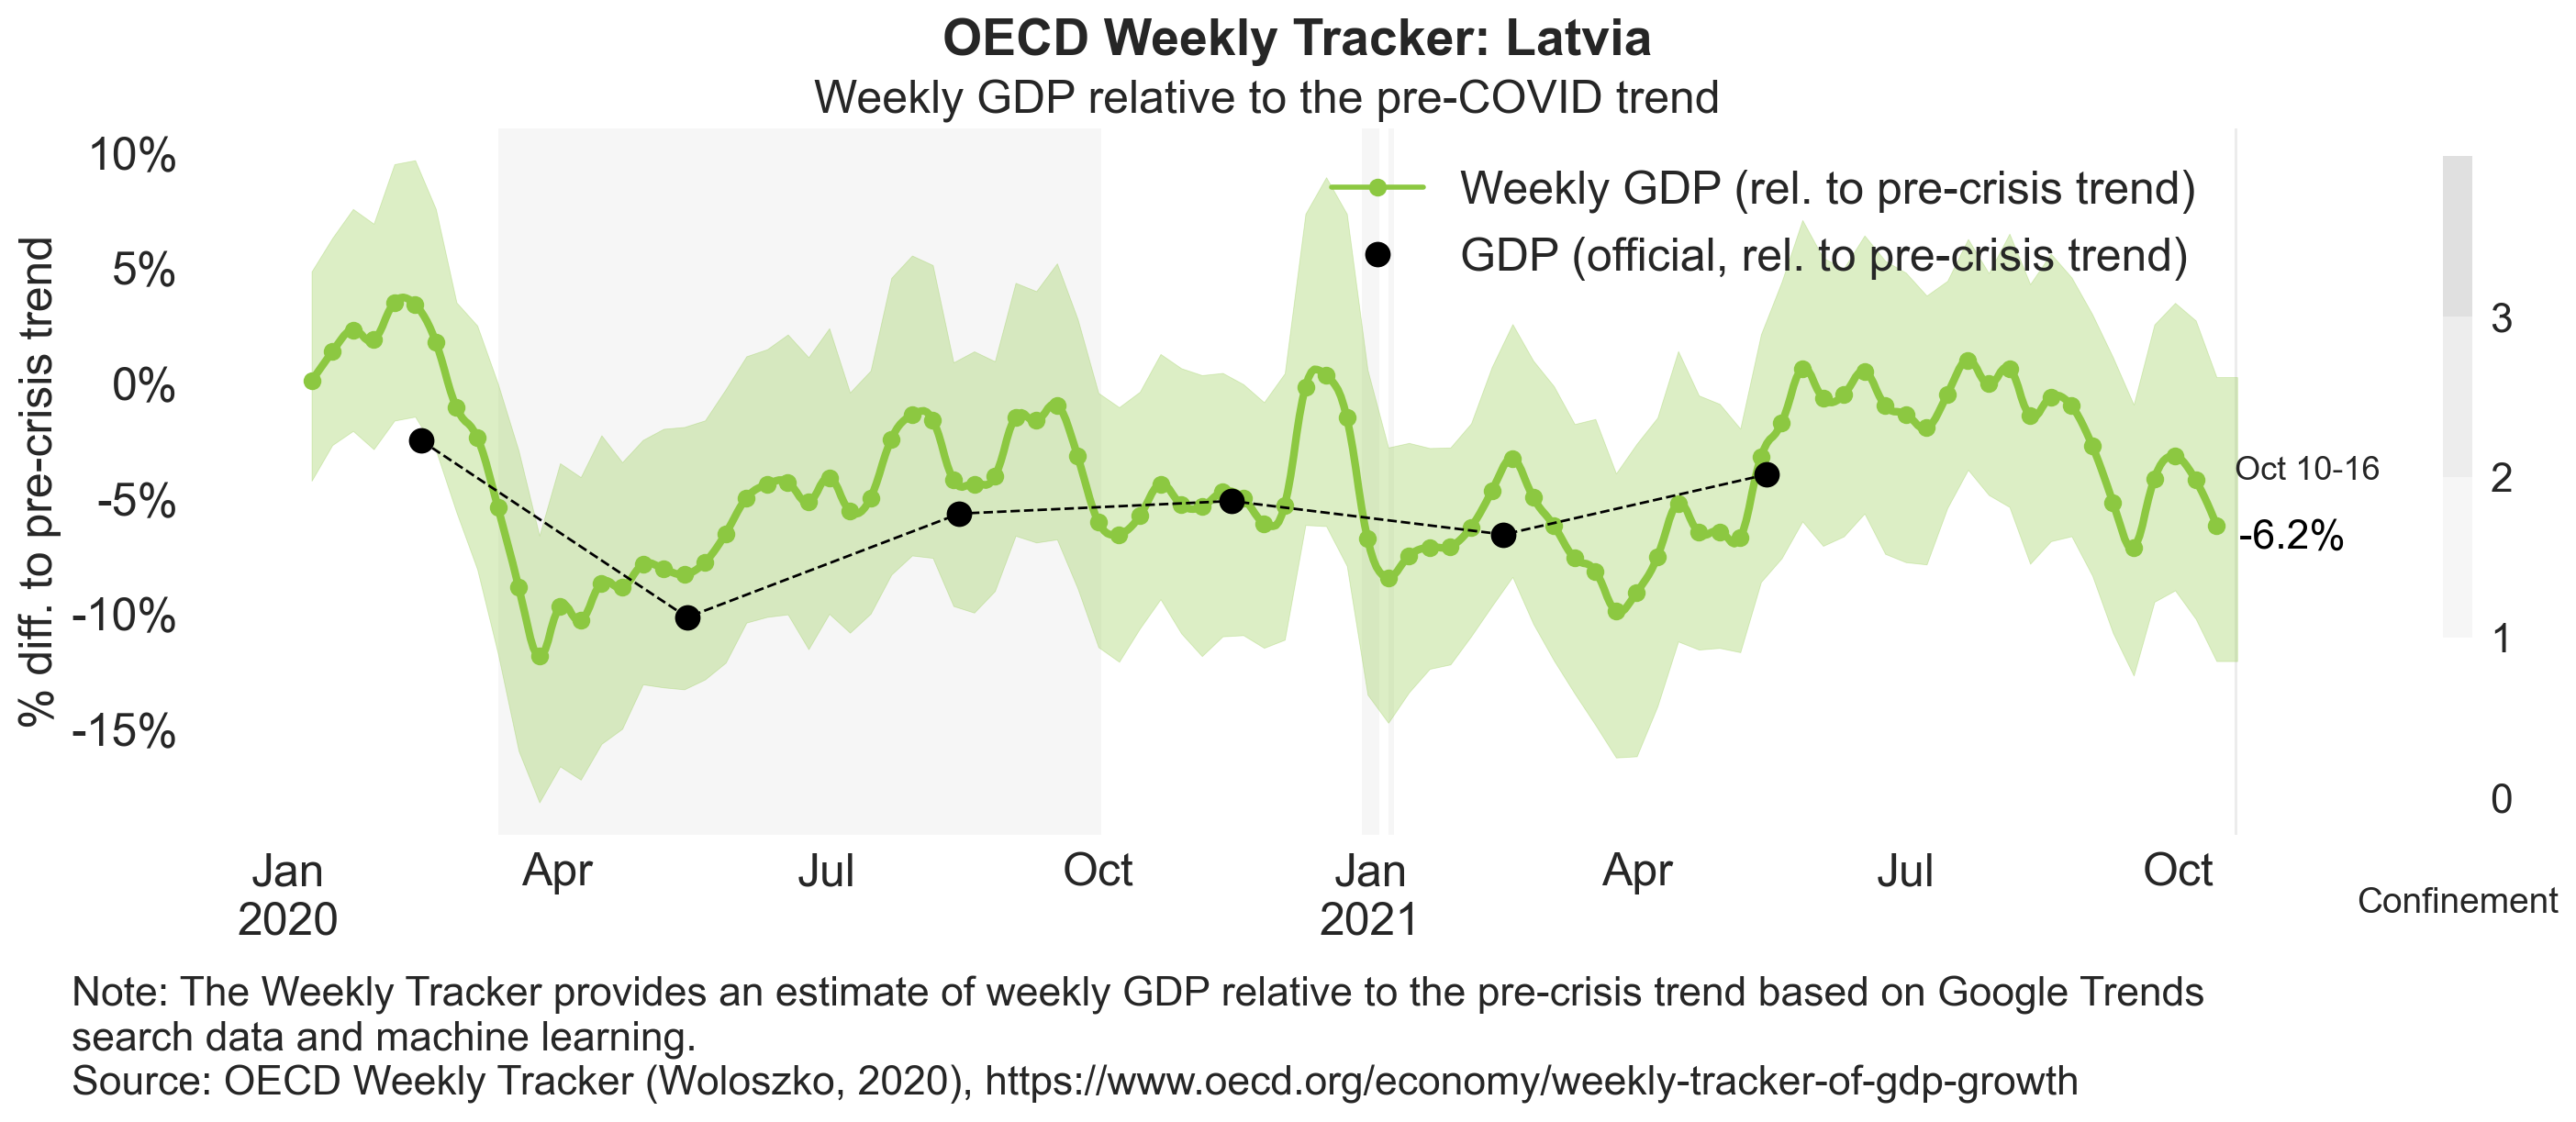 OECD Weekly Tracker: Latvia
Weekly GDP relative to the pre-COVID trend
% diff. to pre-crisis trend
10%
5%
0%
-5%
-10%
-15%
Weekly GDP (rel. to pre-crisis trend)
GDP (official, rel. to pre-crisis trend)
Oct 10-16
-6.2%
3
2
1
0
Confinement
Jan
2020
Apr
Jul
Oct
Jan
2021
Apr
Jul
Oct
Note: The Weekly Tracker provides an estimate of weekly GDP relative to the pre-crisis trend based on Google Trends
search data and machine learning.
Source: OECD Weekly Tracker (Woloszko, 2020), https://www.oecd.org/economy/weekly-tracker-of-gdp-growth